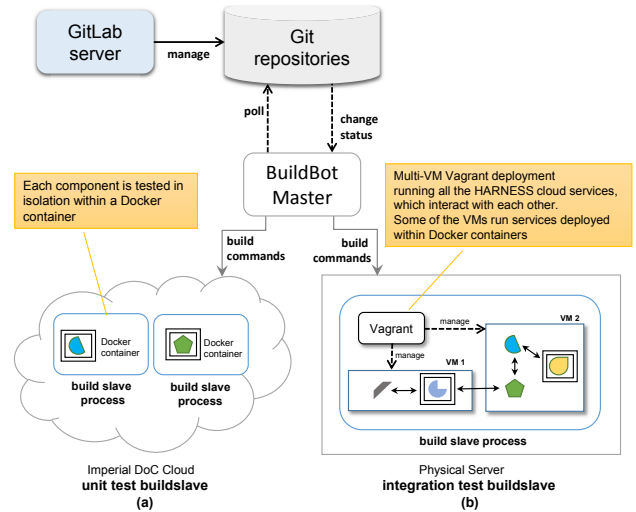 GitLab
server
manage
Git
repositories
poll
change
status
BuildBot
Master
Each component is tested in
isolation within a Docker
container
Multi-VM Vagrant deployment
running all the HARNESS cloud services,
which interact with each other.
Some of the VMs run services deployed
within Docker containers
build
commands
build
commands
Docker
container
build slave
process
Docker
container
build slave
process
Vagrant
manage
manage
VM 1
VM 2
build slave process
Imperial DoC Cloud
unit test buildslave
(a)
Physical Server
integration test buildslave
(b)